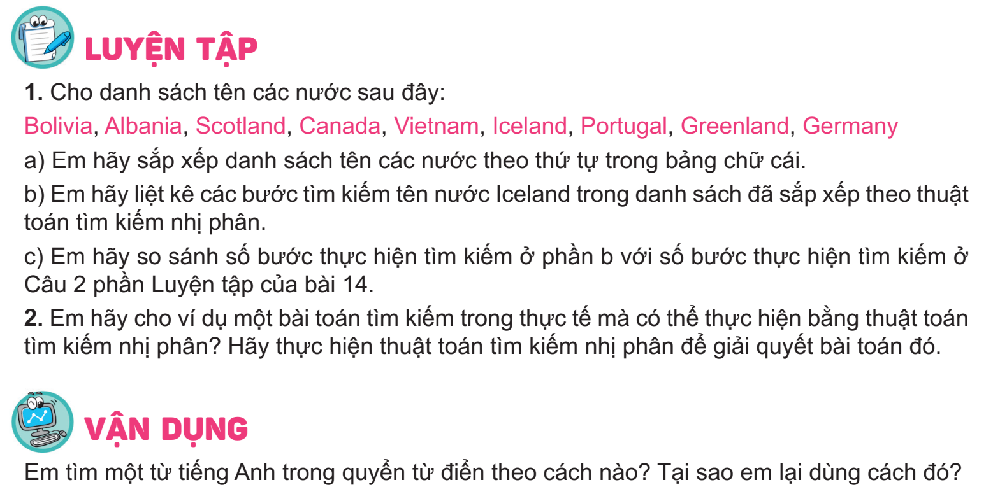 LUYỆN TẬP
1. Cho danh sách tên các nước sau đây:
Bolivia, Albania, Scotland, Canada, Vietnam, Iceland, Portugal, Greenland, Germany
a) Em hãy sắp xếp danh sách tên các nước theo thứ tự trong bảng chữ cái.
b) Em hãy liệt kê các bước tìm kiếm tên nước Iceland trong danh sách đã sắp xếp theo thuật
toán tìm kiếm nhị phân.
c) Em hãy so sánh số bước thực hiện tìm kiếm ở phần b với số bước thực hiện tìm kiếm ở
Câu 2 phần Luyện tập của bài 14.
2. Em hãy cho ví dụ một bài toán tìm kiếm trong thực tế mà có thể thực hiện bằng thuật toán
tìm kiếm nhị phân? Hãy thực hiện thuật toán tìm kiếm nhị phân để giải quyết bài toán đó.
VẬN DỤNG
Em tìm một từ tiếng Anh trong quyển từ điển theo cách nào? Tại sao em lại dùng cách đó?